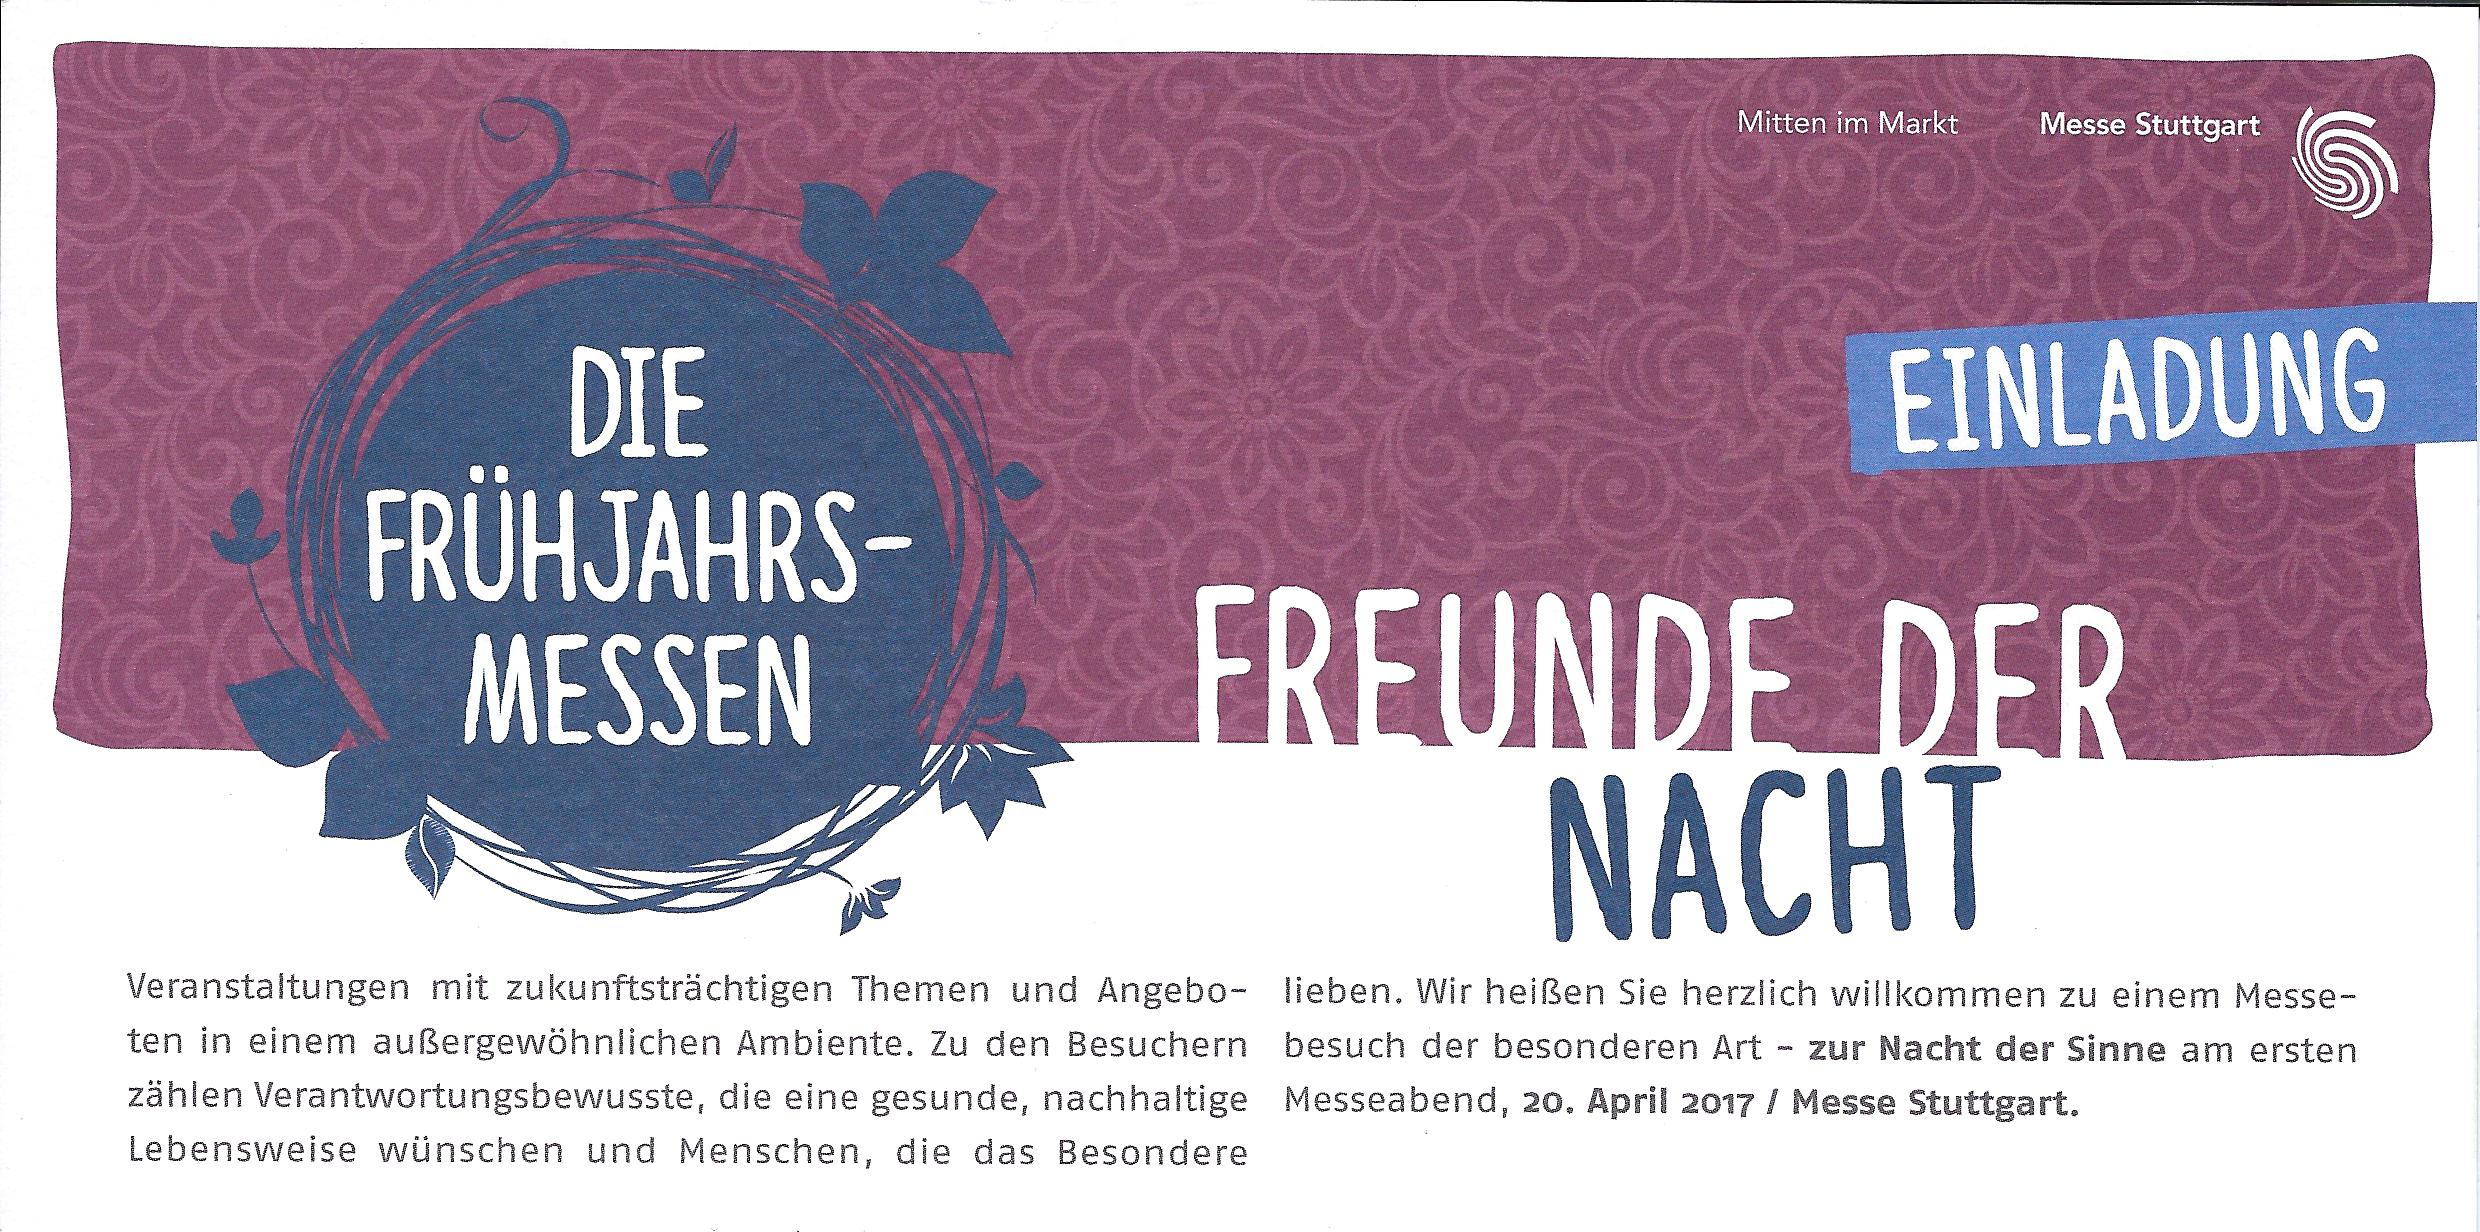 Mitten im Markt Messe Stuttgart
EINLADUNG
DIE
FRÜHJAHRS-
MESSEN
FREUNDE DER
NACHT
Veranstaltungen mit zukunftsträchtigen Themen und Angebo-
ten in einem außergewöhnlichen Ambiente. Zu den Besuchern
zählen Verantwortungsbewusste, die eine gesunde, nachhaltige
Lebensweise wünschen und Menschen, die das Besondere
lieben. Wir heißen Sie herzlich willkommen zu einem Messe-
besuch der besonderen Art - zur Nacht der Sinne am ersten
Messeabend, 20. April 2017 / Messe Stuttgart.